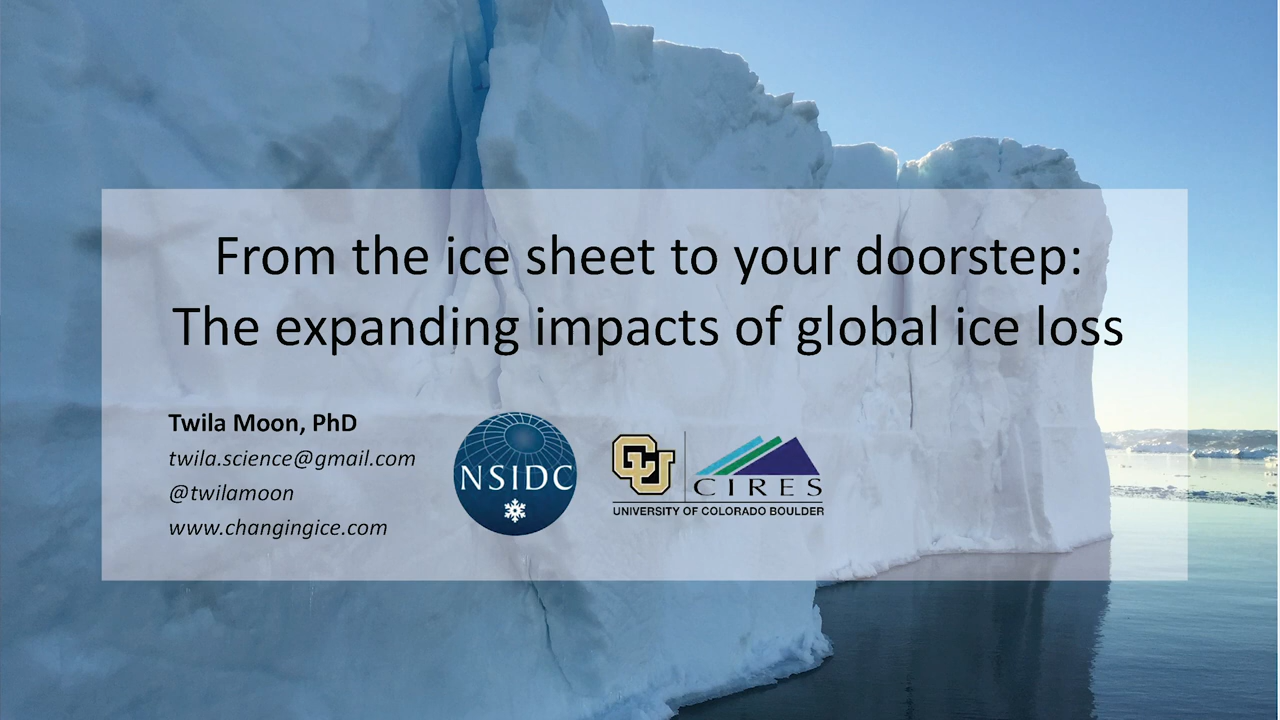 From the ice sheet to your doorstep:
The expanding impacts of global ice loss
Twila Moon, PhD
twila.science@gmail.com
@twilamoon
www.changingice.com
NSIDC
CU
CIRES
UNIVERSITY OF COLORADO BOULDER